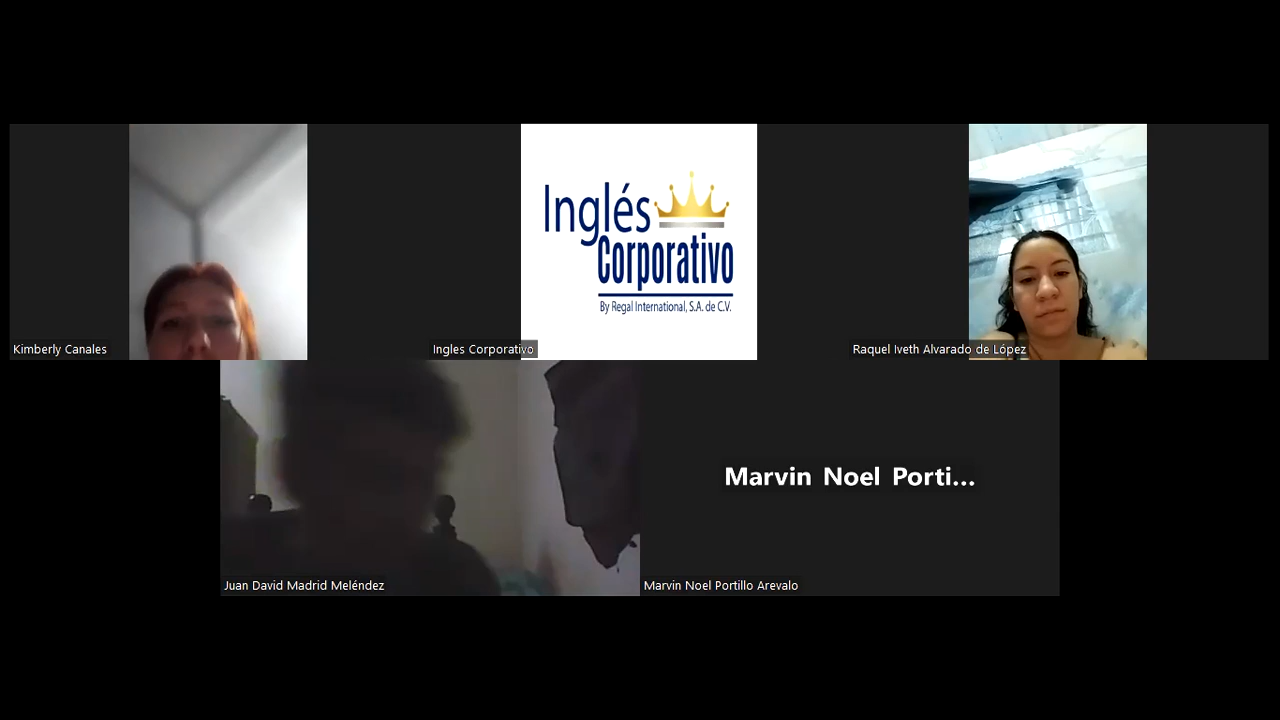 Inglés
Corporativo
By Regal International, S.A. de C.V.
Kimberly Canales
Ingles Corporativo
Raquel Iveth Alvarado de López
Marvin Noel Porti...
Juan David Madrid Meléndez
Marvin Noel Portillo Arevalo